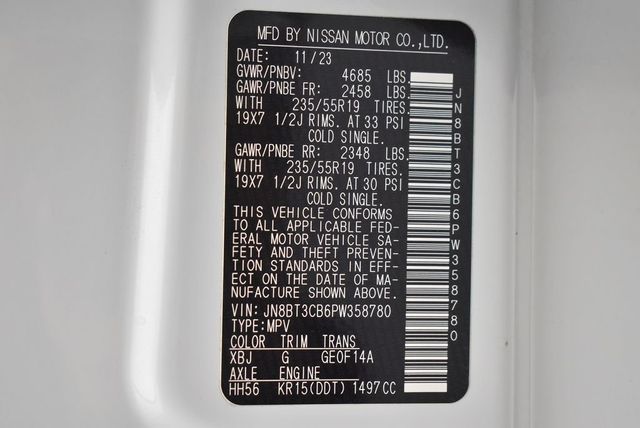 MFD BY NISSAN MOTOR CO.,LTD.
DATE: 11/23
GVWR/PNBV: 4685 LBS
GAWR/PNBE FR: 2458 LBS.
WITH 235/55R19 TIRES.
19X7 1/2J RIMS. AT 33 PSI
COLD SINGLE.
GAWR/PNBE RR: 2348 LBS.
WITH 235/55R19 TIRES.
19X7 1/2J RIMS. AT 30 PSI
COLD SINGLE.
THIS VEHICLE CONFORMS
TO ALL APPLICABLE FED-
ERAL MOTOR VEHICLE SA-
FETY AND THEFT PREVEN-
TION STANDARDS IN EFF-
ECT ON THE DATE OF MA-
NUFACTURE SHOWN ABOVE.
VIN: JN8BT3CB6PW358780
TYPE:MPV
COLOR TRIM TRANS
XBJ G GE0F14A
AXLE ENGINE
HH56 KR15(DDT) 1497CC
JN8BT3CB6PW358780